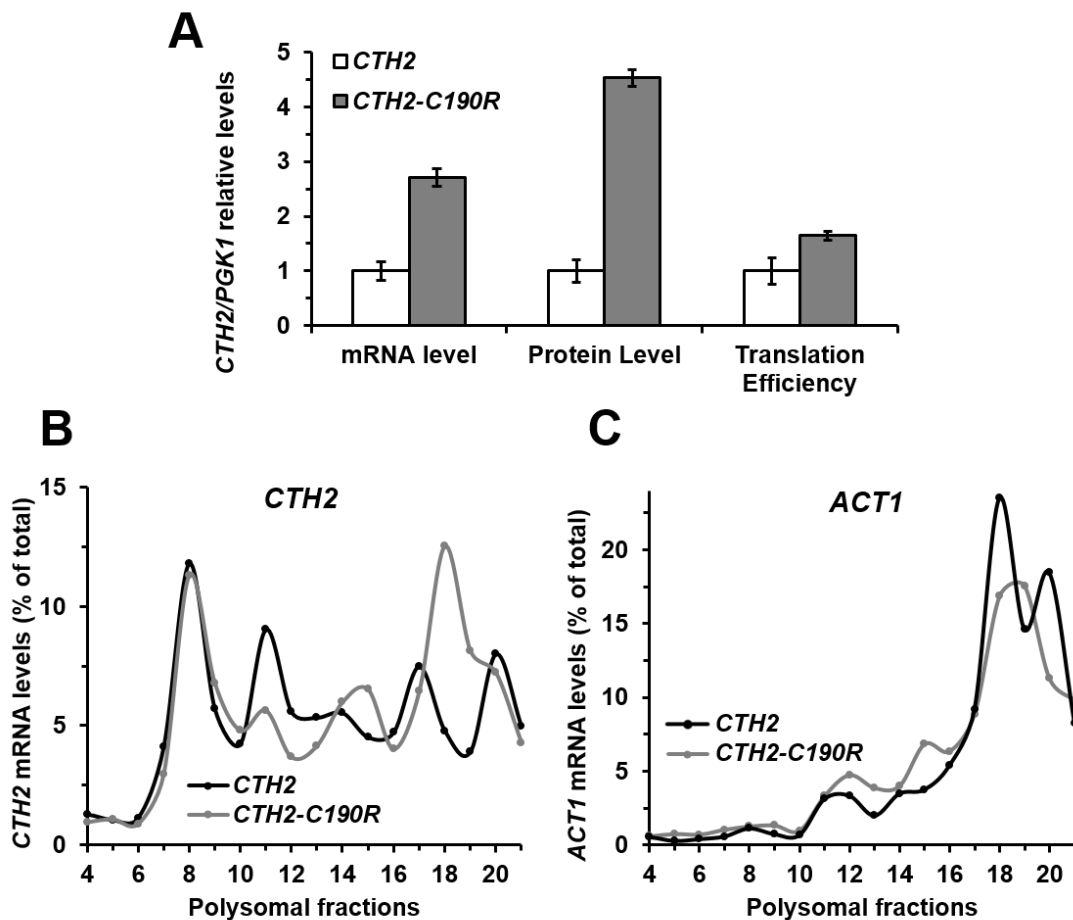 A
CTH2/PGK1 relative levels
5
4
3
2
1
0
CTH2
CTH2-C190R
mRNA level
Protein Level
Translation
Efficiency
B
CTH2 mRNA levels (% of total)
15
10
5
0
CTH2
CTH2
CTH2-C190R
4 6 8 10 12 14 16 18 20
Polysomal fractions
C
ACT1 mRNA levels (% of total)
20
15
10
5
0
ACT1
CTH2
CTH2-C190R
4 6 8 10 12 14 16 18 20
Polysomal fractions